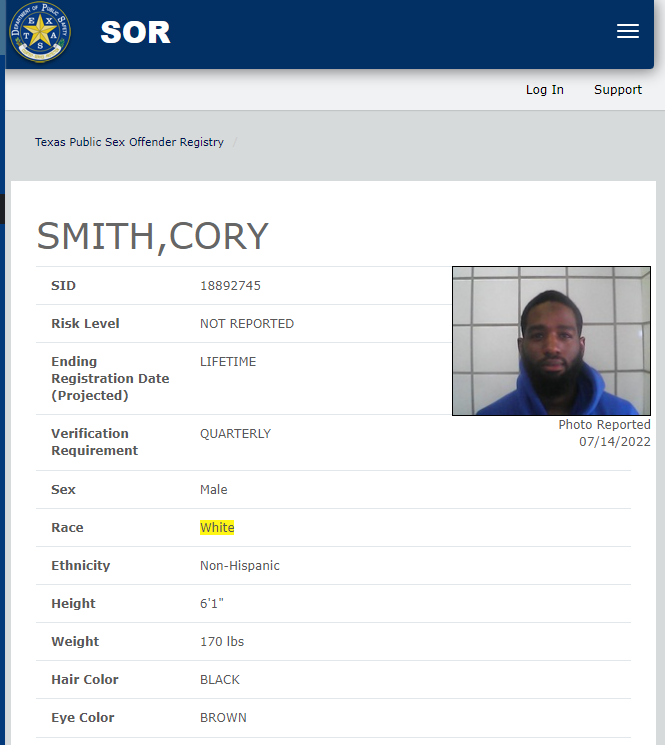 DEPARTMENT OF PUBLIC SAFETY
TEXAS
SOR
Log In Support
Texas Public Sex Offender Registry /
SMITH,CORY
SID 18892745
Risk Level NOT REPORTED
Ending
Registration Date
(Projected) LIFETIME
Verification
Requirement QUARTERLY
Photo Reported
07/14/2022
Sex Male
Race White
Ethnicity Non-Hispanic
Height 6'1"
Weight 170 lbs
Hair Color BLACK
Eye Color BROWN